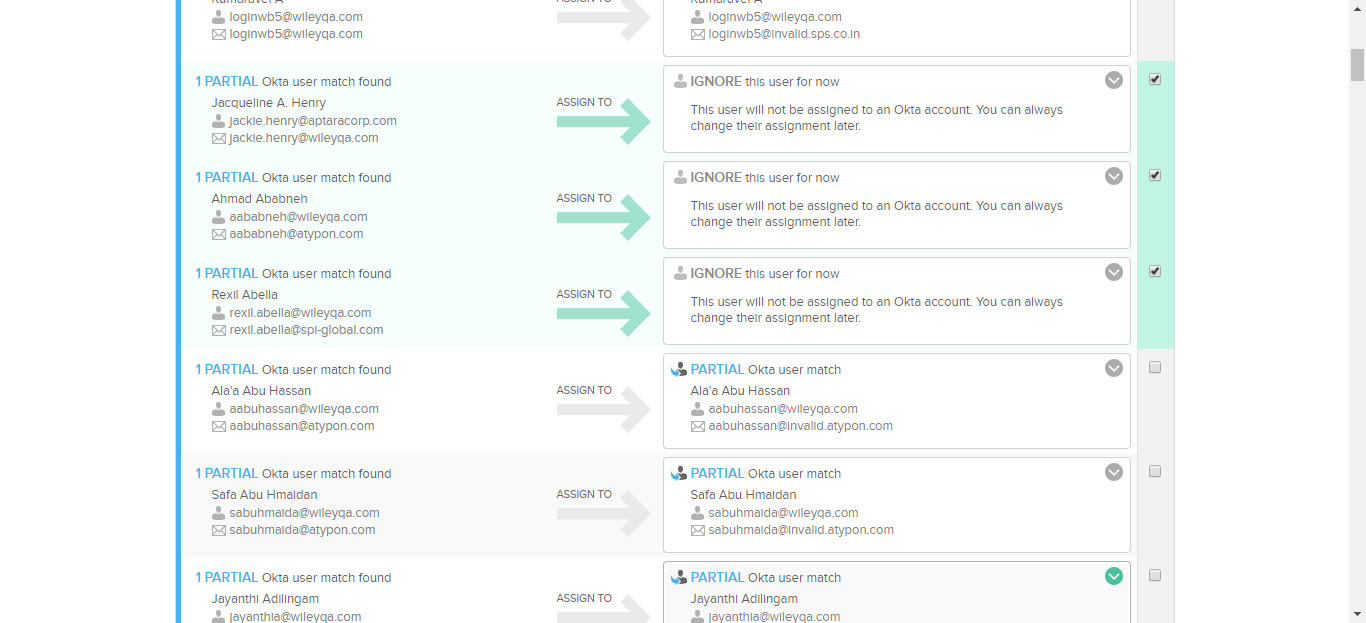 loginwb5@wileyqa.com
loginwb5@wileyqa.com
loginwb5@wileyqa.com
loginwb5@invalid.sps.co.in
1 PARTIAL Okta user match found
Jacqueline A. Henry
jackie.henry@aptaracorp.com
jackie.henry@wileyqa.com
ASSIGN TO
IGNORE this user for now
This user will not be assigned to an Okta account. You can always
change their assignment later.
1 PARTIAL Okta user match found
Ahmad Ababneh
aababneh@wileyqa.com
aababneh@atypon.com
ASSIGN TO
IGNORE this user for now
This user will not be assigned to an Okta account. You can always
change their assignment later.
1 PARTIAL Okta user match found
Rexil Abella
rexil.abella@wileyqa.com
rexil.abella@spi-global.com
ASSIGN TO
IGNORE this user for now
This user will not be assigned to an Okta account. You can always
change their assignment later.
1 PARTIAL Okta user match found
Ala'a Abu Hassan
aabuhassan@wileyqa.com
aabuhassan@atypon.com
ASSIGN TO
PARTIAL Okta user match
Ala'a Abu Hassan
aabuhassan@wileyqa.com
aabuhassan@invalid.atypon.com
1 PARTIAL Okta user match found
Safa Abu Hmaidan
sabuhmaida@wileyqa.com
sabuhmaida@atypon.com
ASSIGN TO
PARTIAL Okta user match
Safa Abu Hmaidan
sabuhmaida@wileyqa.com
sabuhmaida@invalid.atypon.com
1 PARTIAL Okta user match found
Jayanthi Adilingam
jayanthia@wileyqa.com
ASSIGN TO
PARTIAL Okta user match
Jayanthi Adilingam
jayanthia@wileyqa.com